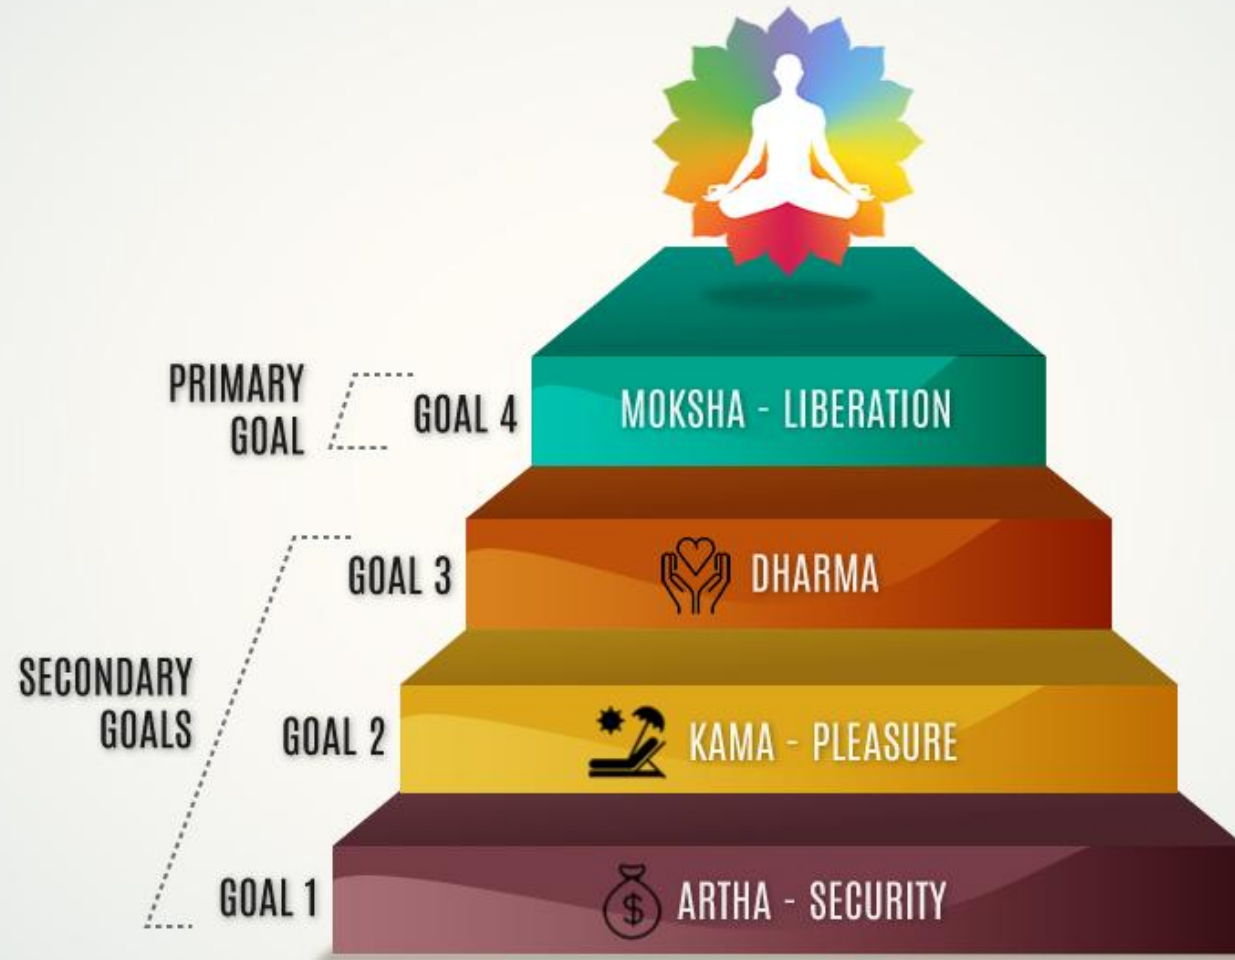 PRIMARY
GOAL
GOAL 4
MOKSHA - LIBERATION
GOAL 3
DHARMA
SECONDARY
GOALS
GOAL 2
KAMA - PLEASURE
GOAL 1
$
ARTHA - SECURITY